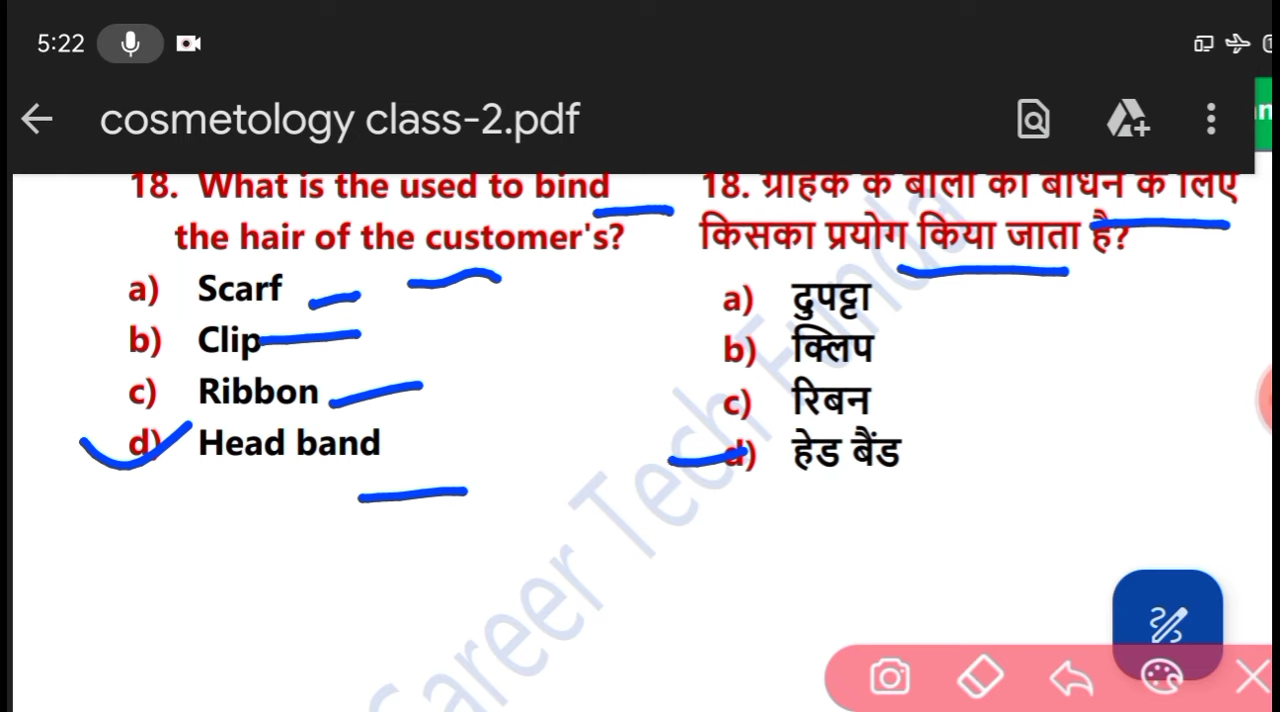 5:22
cosmetology class-2.pdf
18. What is the used to bind
the hair of the customer's?
a) Scarf
b) Clip
c) Ribbon
d) Head band
18. ग्राहक के बालों को बांधने के लिए
किसका प्रयोग किया जाता है?
a) दुपट्टा
b) क्लिप
c) रिबन
d) हेड बैंड
Career Tech Funda